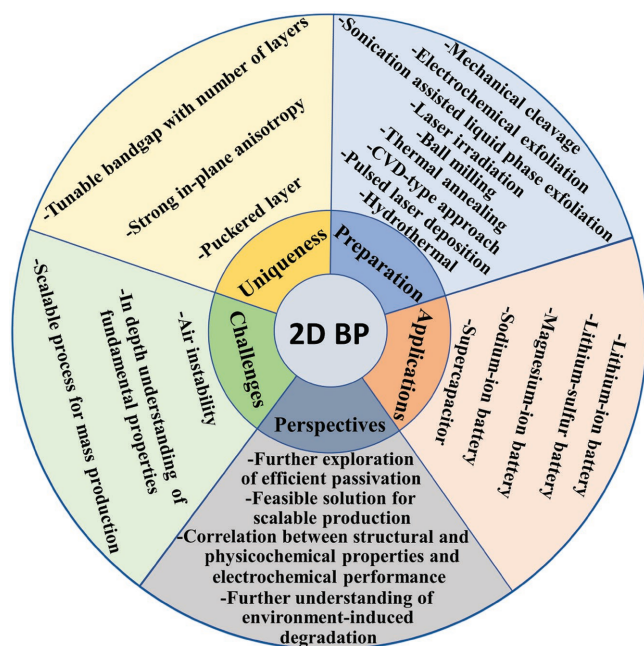 2D BP
Uniqueness
-Tunable bandgap with number of layers
-Strong in-plane anisotropy
-Puckered layer
Preparation
-Mechanical cleavage
-Electrochemical exfoliation
-Sonication assisted liquid phase exfoliation
-Laser irradiation
-Ball milling
-Thermal annealing
-CVD-type approach
-Pulsed laser deposition
-Hydrothermal
Applications
-Lithium-ion battery
-Lithium-sulfur battery
-Magnesium-ion battery
-Sodium-ion battery
-Supercapacitor
Perspectives
-Further exploration
of efficient passivation
-Feasible solution for
scalable production
-Correlation between structural and
physicochemical properties and
electrochemical performance
-Further understanding of
environment-induced
degradation
Challenges
-Air instability
-In depth understanding of
fundamental properties
-Scalable process for mass production